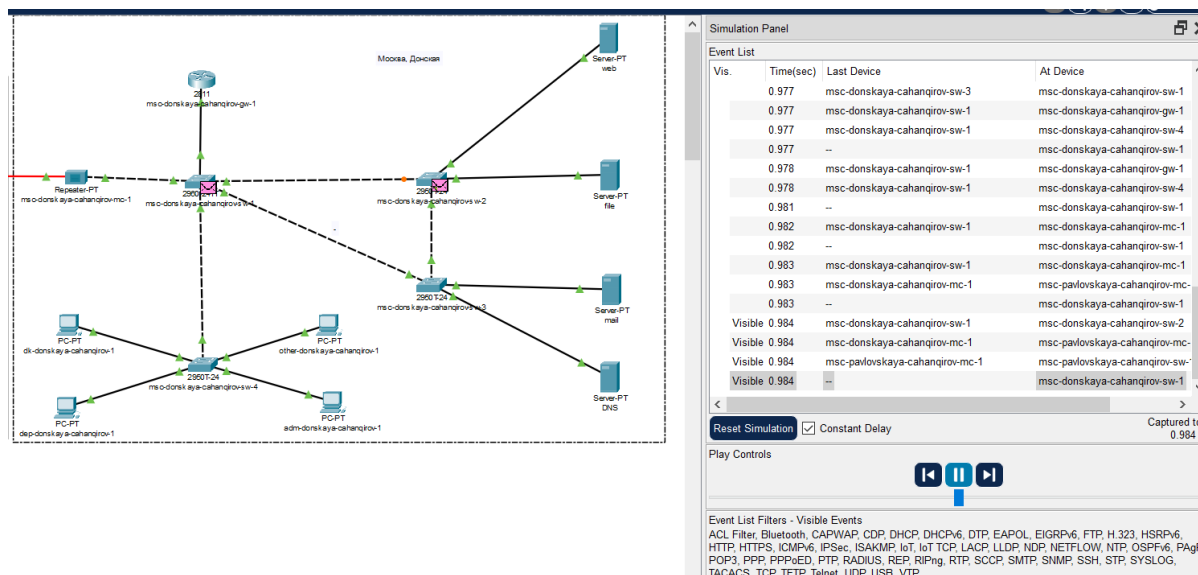 Москва, Донская
Server-PT
web
2811
msc-donskaya-cahanqirov-gw-1
Repeater-PT
msc-donskaya-cahanqirov-mc-1
msc-donskaya-cahanqirov-sw-1
msc-donskaya-cahanqirov-sw-2
Server-PT
file
2950T-24
msc-donskaya-cahanqirov-sw-3
Server-PT
mail
PC-PT
dk-donskaya-cahanqirov-1
PC-PT
other-donskaya-cahanqirov-1
2950T-24
msc-donskaya-cahanqirov-sw-4
Server-PT
DNS
PC-PT
dep-donskaya-cahanqirov-1
PC-PT
adm-donskaya-cahanqirov-1
Simulation Panel
Event List
Vis. Time(sec) Last Device At Device
0.977 msc-donskaya-cahanqirov-sw-3 msc-donskaya-cahanqirov-sw-1
0.977 msc-donskaya-cahanqirov-sw-1 msc-donskaya-cahanqirov-gw-1
0.977 msc-donskaya-cahanqirov-sw-1 msc-donskaya-cahanqirov-sw-4
0.977 -- msc-donskaya-cahanqirov-sw-1
0.978 msc-donskaya-cahanqirov-sw-1 msc-donskaya-cahanqirov-gw-1
0.978 msc-donskaya-cahanqirov-sw-1 msc-donskaya-cahanqirov-sw-4
0.981 -- msc-donskaya-cahanqirov-sw-1
0.982 msc-donskaya-cahanqirov-sw-1 msc-donskaya-cahanqirov-mc-1
0.982 -- msc-donskaya-cahanqirov-sw-1
0.983 msc-donskaya-cahanqirov-sw-1 msc-donskaya-cahanqirov-mc-1
0.983 msc-donskaya-cahanqirov-mc-1 msc-pavlovskaya-cahanqirov-mc-
0.983 -- msc-donskaya-cahanqirov-sw-1
Visible 0.984 msc-donskaya-cahanqirov-sw-1 msc-donskaya-cahanqirov-sw-2
Visible 0.984 msc-donskaya-cahanqirov-mc-1 msc-pavlovskaya-cahanqirov-mc-
Visible 0.984 msc-pavlovskaya-cahanqirov-mc-1 msc-pavlovskaya-cahanqirov-sw-
Visible 0.984 -- msc-donskaya-cahanqirov-sw-1
Reset Simulation Constant Delay Captured to
0.984
Play Controls
Event List Filters - Visible Events
ACL Filter, Bluetooth, CAPWAP, CDP, DHCP, DHCPv6, DTP, EAPOL, EIGRPv6, FTP, H.323, HSRPv6,
HTTP, HTTPS, ICMPv6, IPSec, ISAKMP, IoT, IoT TCP, LACP, LLDP, NDP, NETFLOW, NTP, OSPFv6, PAgP
POP3, PPP, PPPoED, PTP, RADIUS, REP, RIPng, RTP, SCCP, SMTP, SNMP, SSH, STP, SYSLOG,
TACACS, TCP, TFTP, Telnet, UDP, USB, VTP